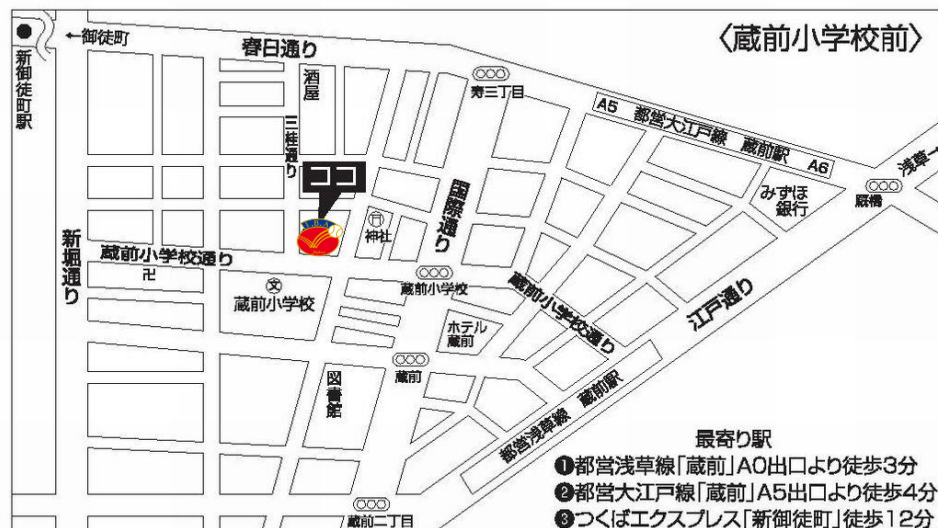 〈蔵前小学校前〉
←御徒町
春日通り
新御徒町駅
酒屋
三桂通り
寿三丁目
A5 都営大江戸線 蔵前駅 A6
浅草→
厩橋
みずほ
銀行
ココ
神社
国際通り
新堀通り
蔵前小学校通り
卍
文
蔵前小学校
蔵前小学校
蔵前小学校通り
江戸通り
ホテル
蔵前
蔵前
図書館
都営浅草線 蔵前駅
蔵前二丁目
最寄り駅
❶都営浅草線「蔵前」A0出口より徒歩3分
❷都営大江戸線「蔵前」A5出口より徒歩4分
❸つくばエクスプレス「新御徒町」徒歩12分